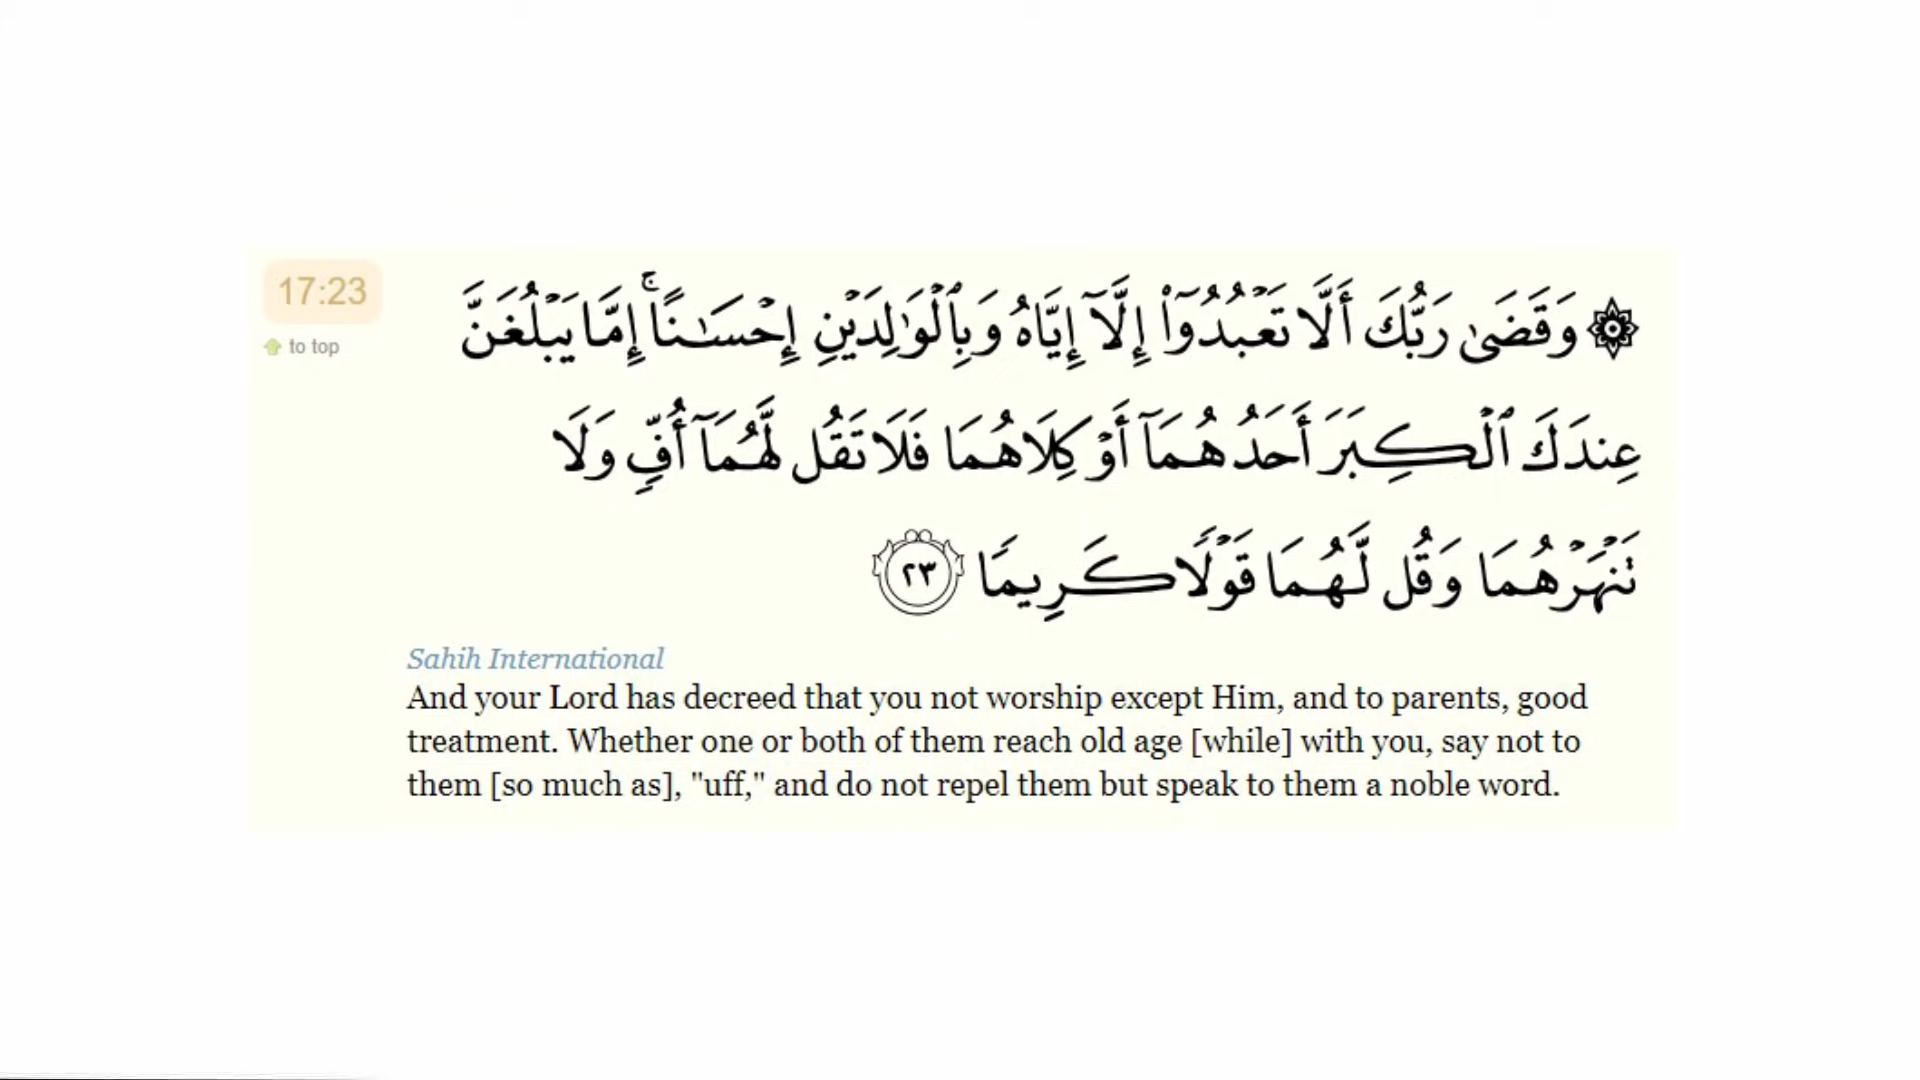 17:23
to top
۞ وَقَضَىٰ رَبُّكَ أَلَّا تَعۡبُدُوٓاْ إِلَّآ إِيَّاهُ وَبِٱلۡوَٰلِدَيۡنِ إِحۡسَٰنًاۚ إِمَّا يَبۡلُغَنَّ
عِندَكَ ٱلۡكِبَرَ أَحَدُهُمَآ أَوۡ كِلَاهُمَا فَلَا تَقُل لَّهُمَآ أُفّٖ وَلَا
تَنۡهَرۡهُمَا وَقُل لَّهُمَا قَوۡلٗا كَرِيمٗا ٢٣
Sahih International
And your Lord has decreed that you not worship except Him, and to parents, good
treatment. Whether one or both of them reach old age [while] with you, say not to
them [so much as], "uff," and do not repel them but speak to them a noble word.